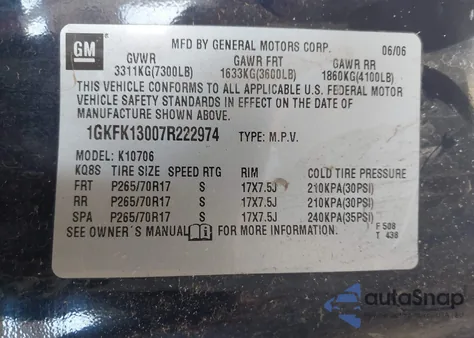 GM
MFD BY GENERAL MOTORS CORP. 06/06
GVWR GAWR FRT GAWR RR
3311KG(7300LB) 1633KG(3600LB) 1860KG(4100LB)
THIS VEHICLE CONFORMS TO ALL APPLICABLE U.S. FEDERAL MOTOR
VEHICLE SAFETY STANDARDS IN EFFECT ON THE DATE OF
MANUFACTURE SHOWN ABOVE.
1GKFK13007R222974 TYPE: M.P.V.
MODEL: K10706
KQ8S TIRE SIZE SPEED RTG RIM COLD TIRE PRESSURE
FRT P265/70R17 S 17X7.5J 210KPA(30PSI)
RR P265/70R17 S 17X7.5J 210KPA(30PSI)
SPA P265/70R17 S 17X7.5J 240KPA(35PSI)
SEE OWNER'S MANUAL FOR MORE INFORMATION.
F 508
T 438
autoSnap